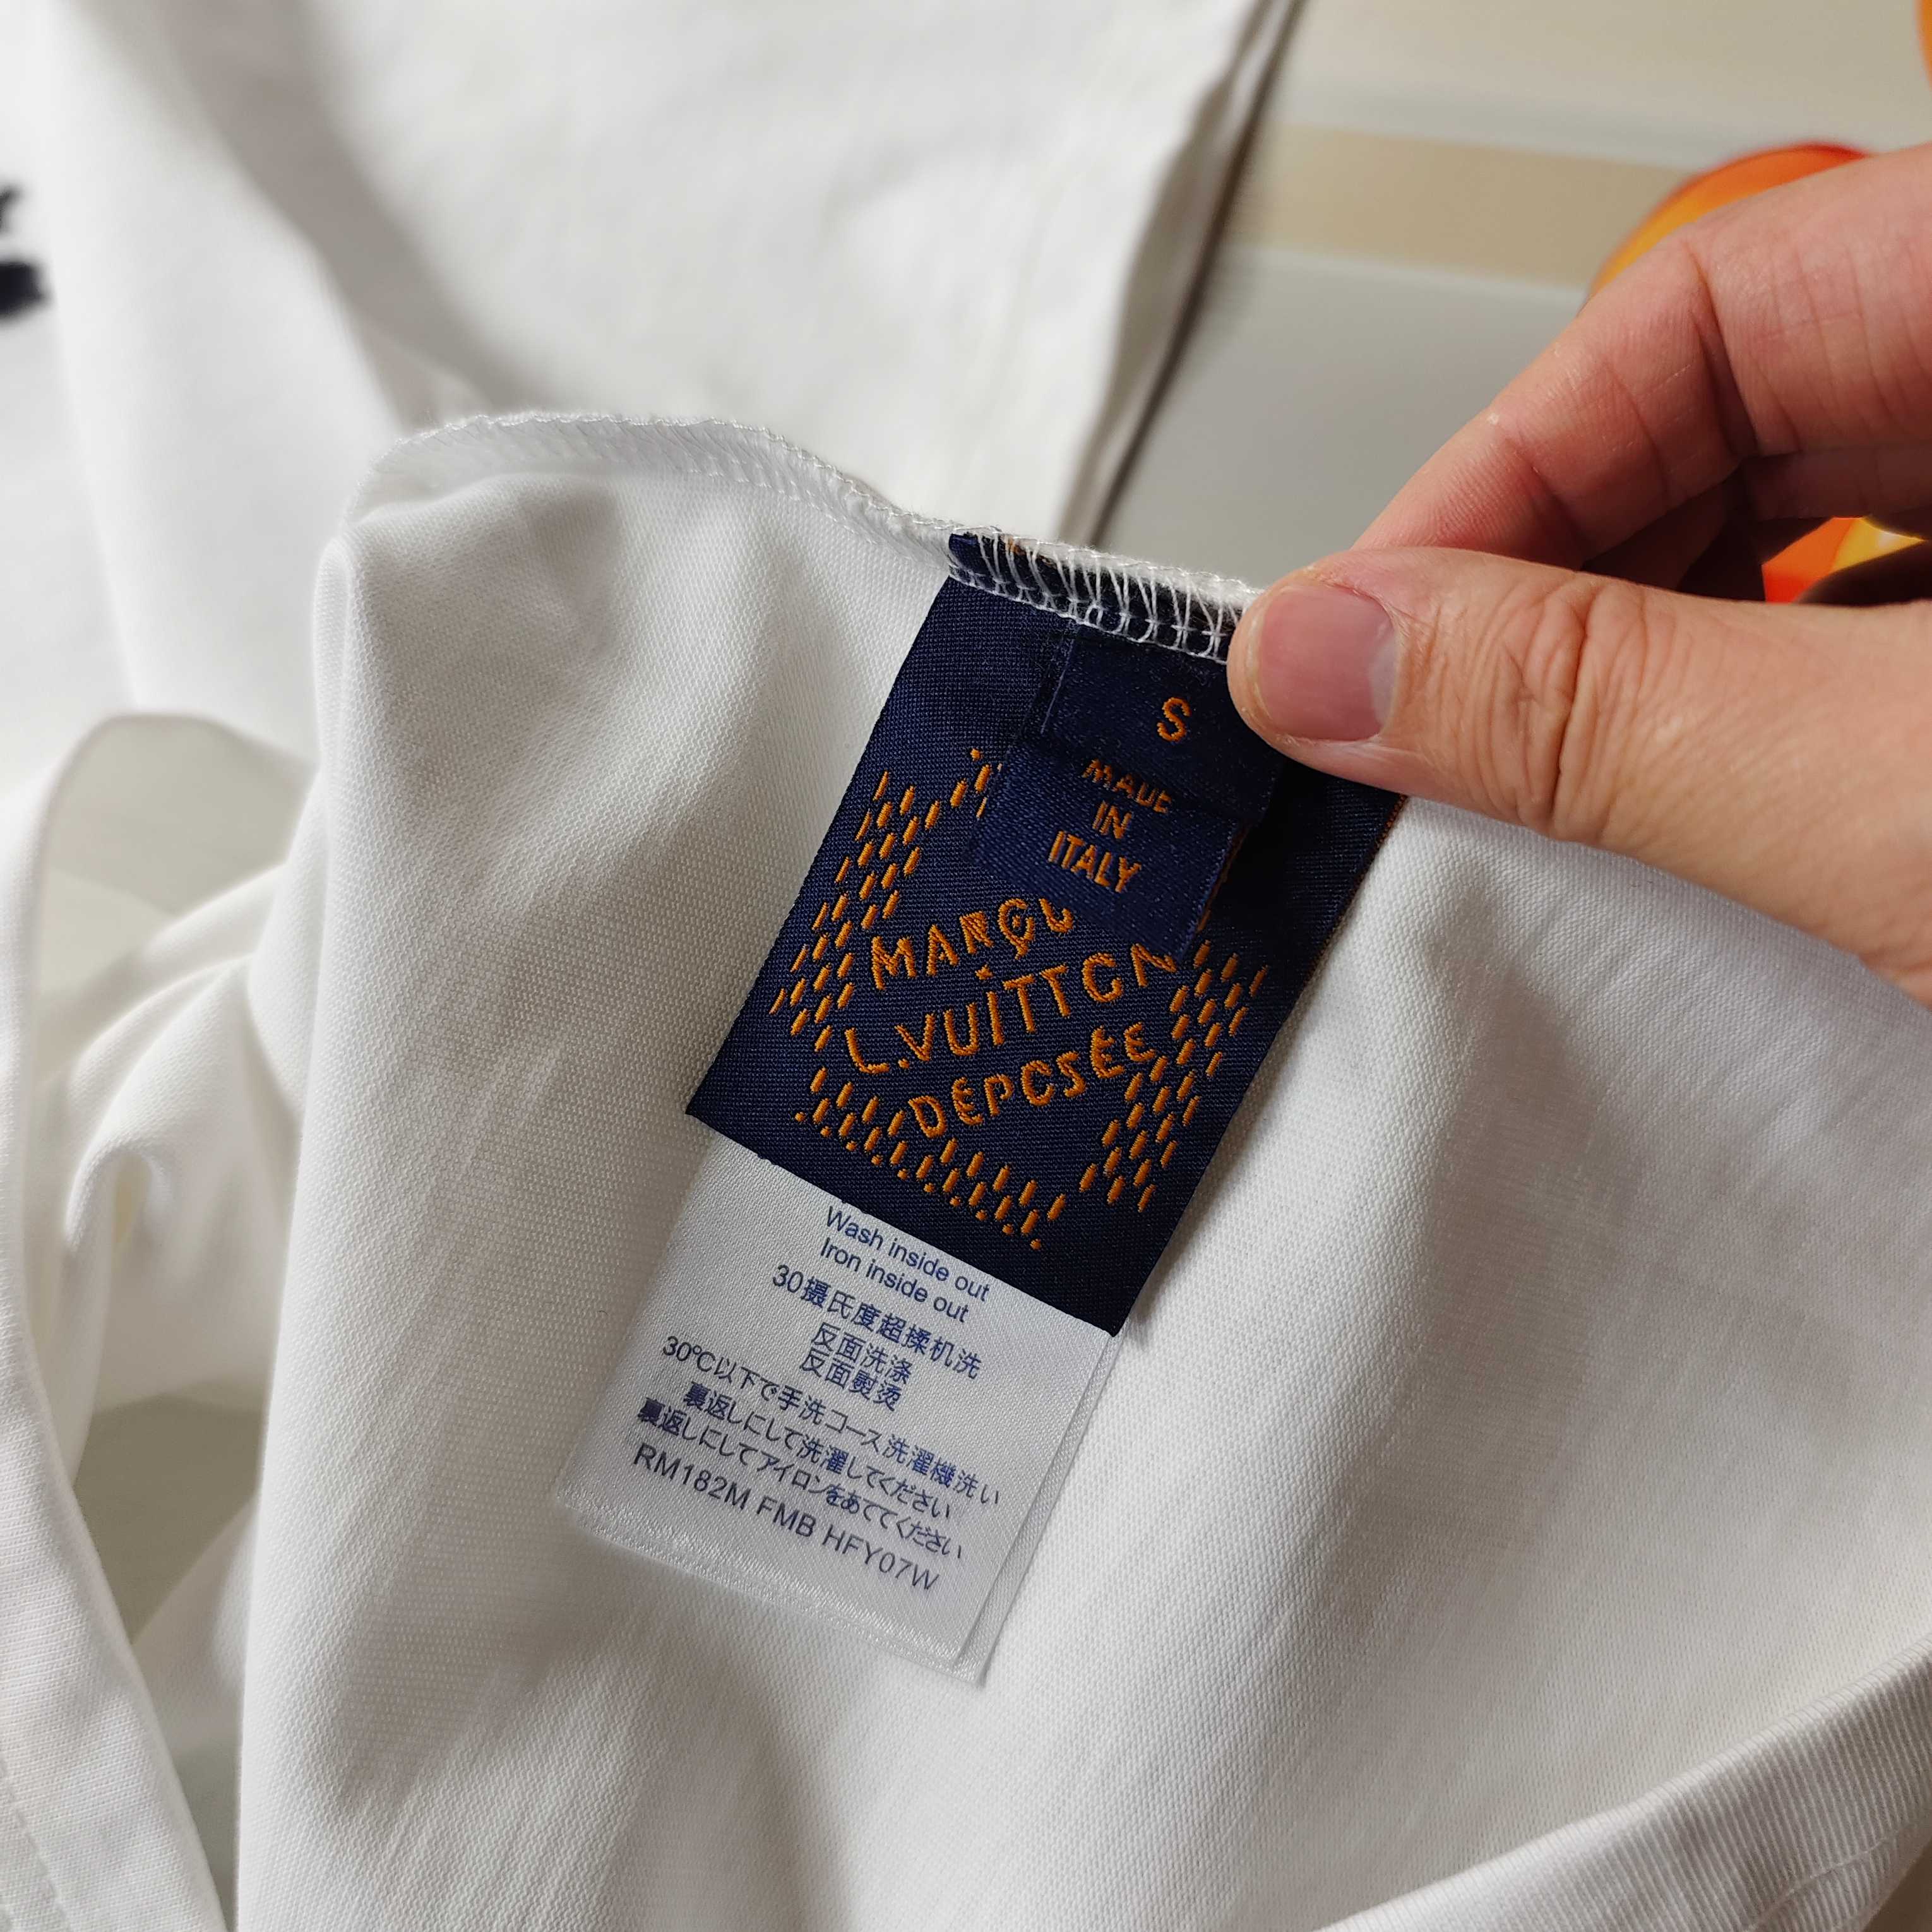 S
MADE
IN
ITALY
L.VUITTON
DÉPOSÉE
Wash inside out
Iron inside out
30摄氏度超揉机洗
反面洗涤
反面熨烫
30℃以下で手洗コース洗濯機洗い
裏返しにして洗濯してください
裏返しにしてアイロンをあててください
RM182M FMB HFY07W